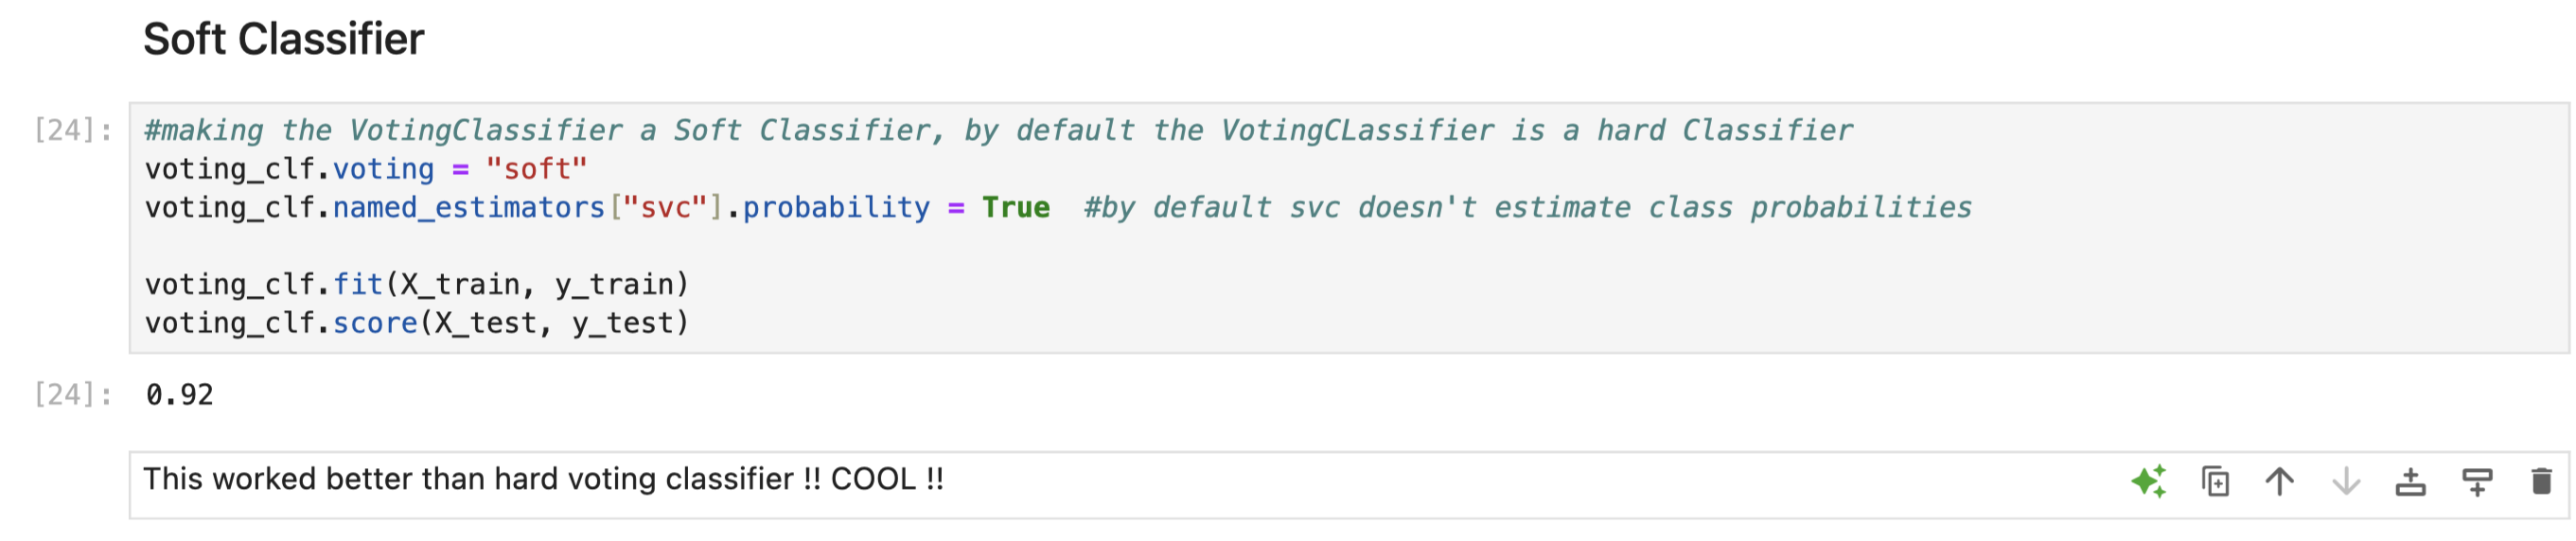 Soft Classifier
[24]: #making the VotingClassifier a Soft Classifier, by default the VotingCLassifier is a hard Classifier
voting_clf.voting = "soft"
voting_clf.named_estimators["svc"].probability = True  #by default svc doesn't estimate class probabilities
voting_clf.fit(X_train, y_train)
voting_clf.score(X_test, y_test)
[24]: 0.92
This worked better than hard voting classifier !! COOL !!